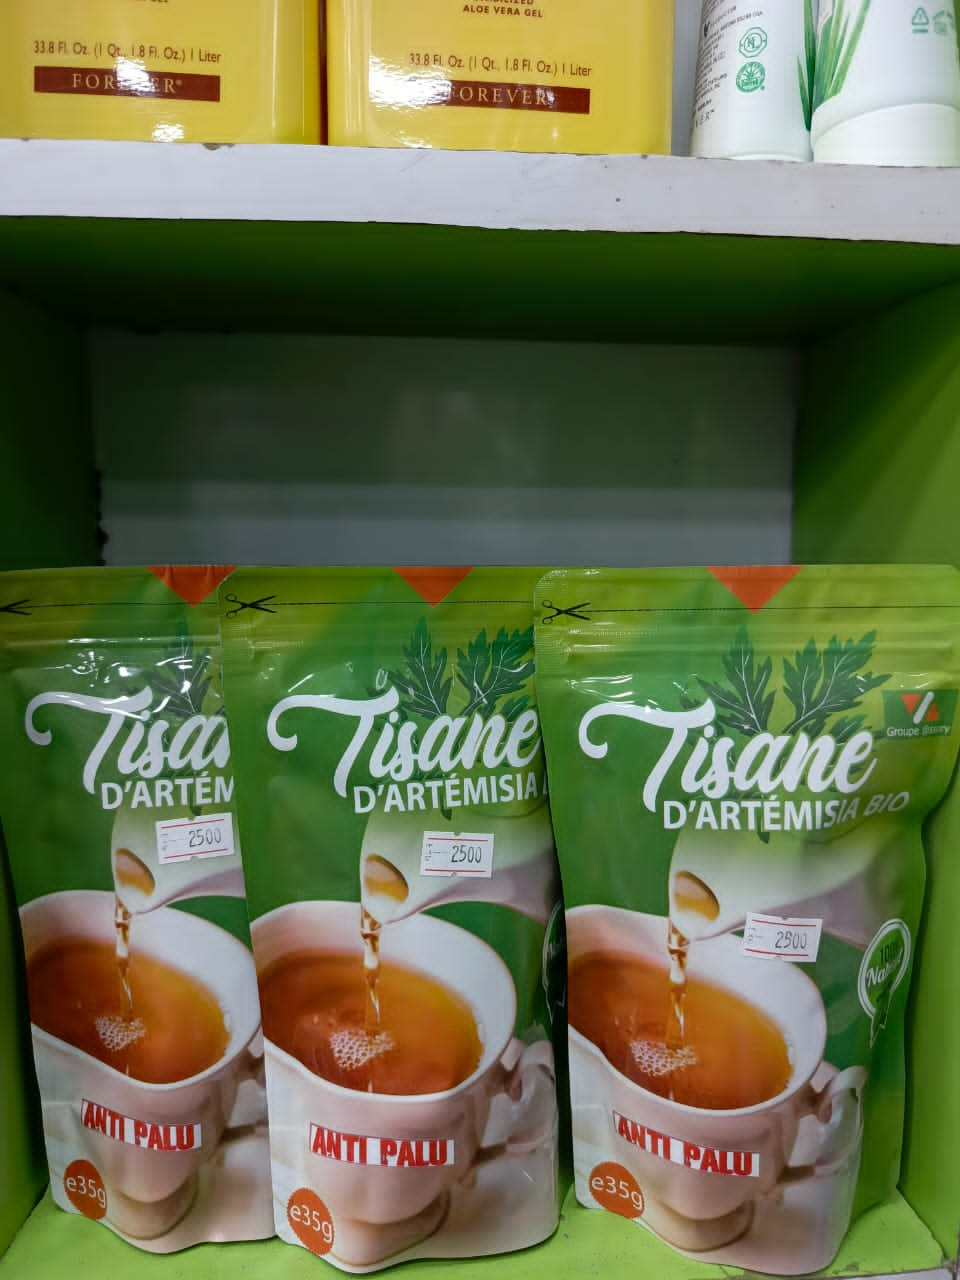 ALOE VERA GEL
33.8 Fl. Oz. (1 Qt., 1.8 Fl. Oz.) 1 Liter
FOREVER®
33.8 Fl. Oz. (1 Qt., 1.8 Fl. Oz.) 1 Liter
FOREVER®
Tisa
D'ARTÉM
2500
ANTI PALU
e35g
Tisane
D'ARTÉMISIA
2500
ANTI PALU
e35g
Groupe
Tisane
D'ARTÉMISIA BIO
2500
100%
ANTI PALU
e35g